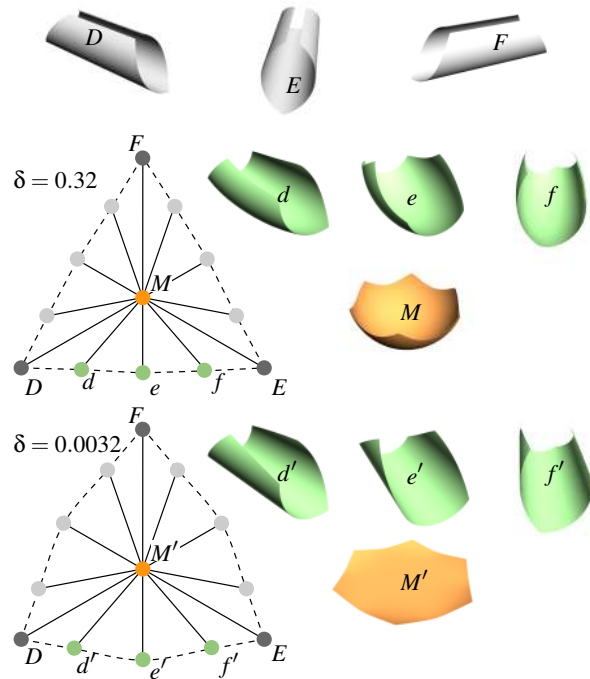 D E F
F
δ = 0.32
d e f
M M
D d e f E
F
δ = 0.0032
d′ e′ f′
M′ M′
D d′ e′ f′ E